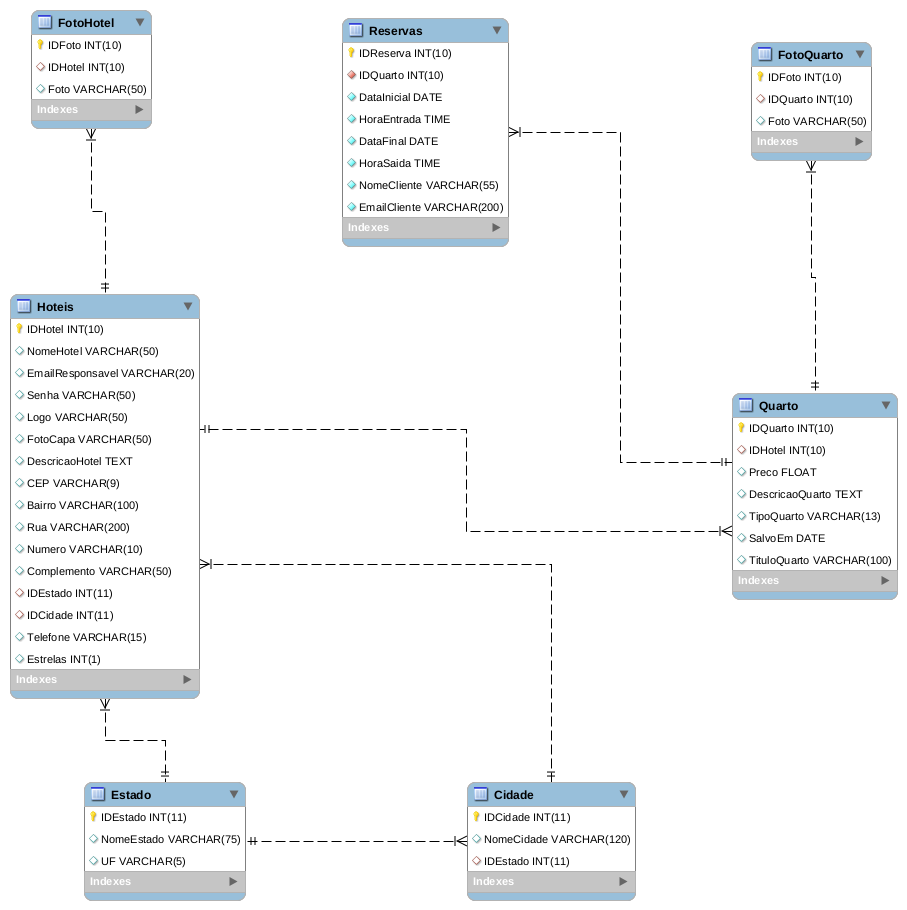 FotoHotel
IDFoto INT(10)
IDHotel INT(10)
Foto VARCHAR(50)
Indexes
Reservas
IDReserva INT(10)
IDQuarto INT(10)
DataInicial DATE
HoraEntrada TIME
DataFinal DATE
HoraSaida TIME
NomeCliente VARCHAR(55)
EmailCliente VARCHAR(200)
Indexes
FotoQuarto
IDFoto INT(10)
IDQuarto INT(10)
Foto VARCHAR(50)
Indexes
Hoteis
IDHotel INT(10)
NomeHotel VARCHAR(50)
EmailResponsavel VARCHAR(20)
Senha VARCHAR(50)
Logo VARCHAR(50)
FotoCapa VARCHAR(50)
DescricaoHotel TEXT
CEP VARCHAR(9)
Bairro VARCHAR(100)
Rua VARCHAR(200)
Numero VARCHAR(10)
Complemento VARCHAR(50)
IDEstado INT(11)
IDCidade INT(11)
Telefone VARCHAR(15)
Estrelas INT(1)
Indexes
Quarto
IDQuarto INT(10)
IDHotel INT(10)
Preco FLOAT
DescricaoQuarto TEXT
TipoQuarto VARCHAR(13)
SalvoEm DATE
TituloQuarto VARCHAR(100)
Indexes
Estado
IDEstado INT(11)
NomeEstado VARCHAR(75)
UF VARCHAR(5)
Indexes
Cidade
IDCidade INT(11)
NomeCidade VARCHAR(120)
IDEstado INT(11)
Indexes